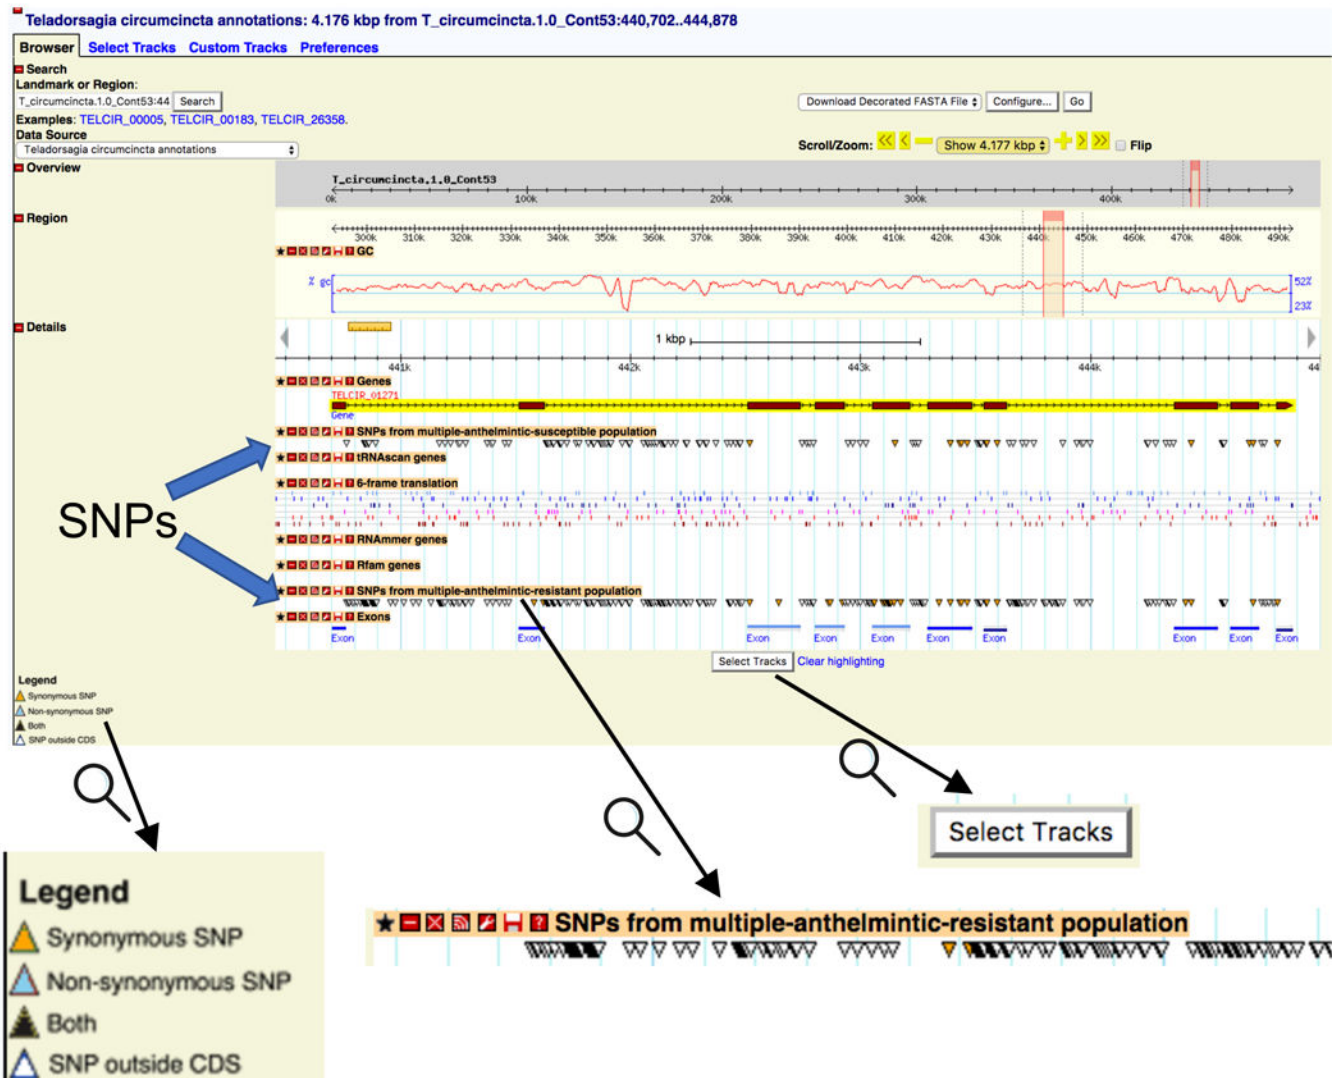 Teladorsagia circumcincta annotations: 4.176 kbp from T_circumcincta.1.0_Cont53:440,702..444,878
Browser Select Tracks Custom Tracks Preferences
Search
Landmark or Region:
T_circumcincta.1.0_Cont53:44 Search
Download Decorated FASTA File Configure... Go
Examples: TELCIR_00005, TELCIR_00183, TELCIR_26358.
Data Source
Teladorsagia circumcincta annotations
Scroll/Zoom: << < Show 4.177 kbp > >> Flip
Overview
T_circumcincta.1.0_Cont53
0k 100k 200k 300k 400k
Region
300k 310k 320k 330k 340k 350k 360k 370k 380k 390k 400k 410k 420k 430k 440k 450k 460k 470k 480k 490k
GC
% gc
52%
23%
Details
1 kbp
441k 442k 443k 444k 44
Genes
TELCIR_01271
Gene
SNPs from multiple-anthelmintic-susceptible population
tRNAscan genes
6-frame translation
SNPs
RNAmmer genes
Rfam genes
SNPs from multiple-anthelmintic-resistant population
Exons
Exon Exon Exon Exon Exon Exon Exon Exon Exon Exon
Select Tracks Clear highlighting
Legend
Synonymous SNP
Non-synonymous SNP
Both
SNP outside CDS
Select Tracks
Legend
Synonymous SNP
Non-synonymous SNP
Both
SNP outside CDS
SNPs from multiple-anthelmintic-resistant population